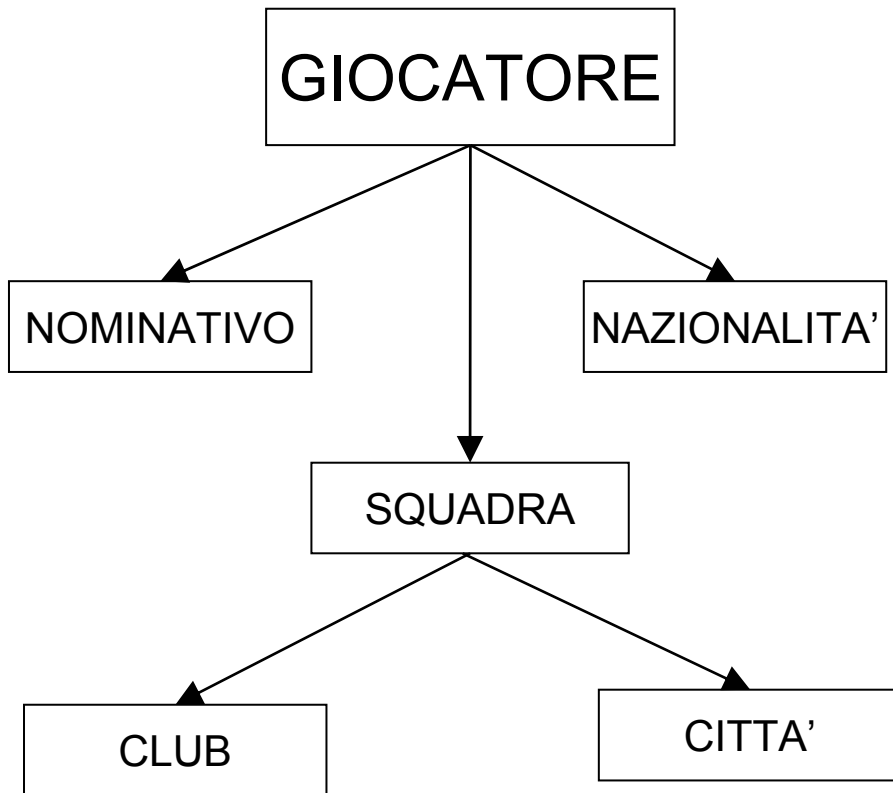 GIOCATORE
NOMINATIVO
NAZIONALITA’
SQUADRA
CLUB
CITTA’